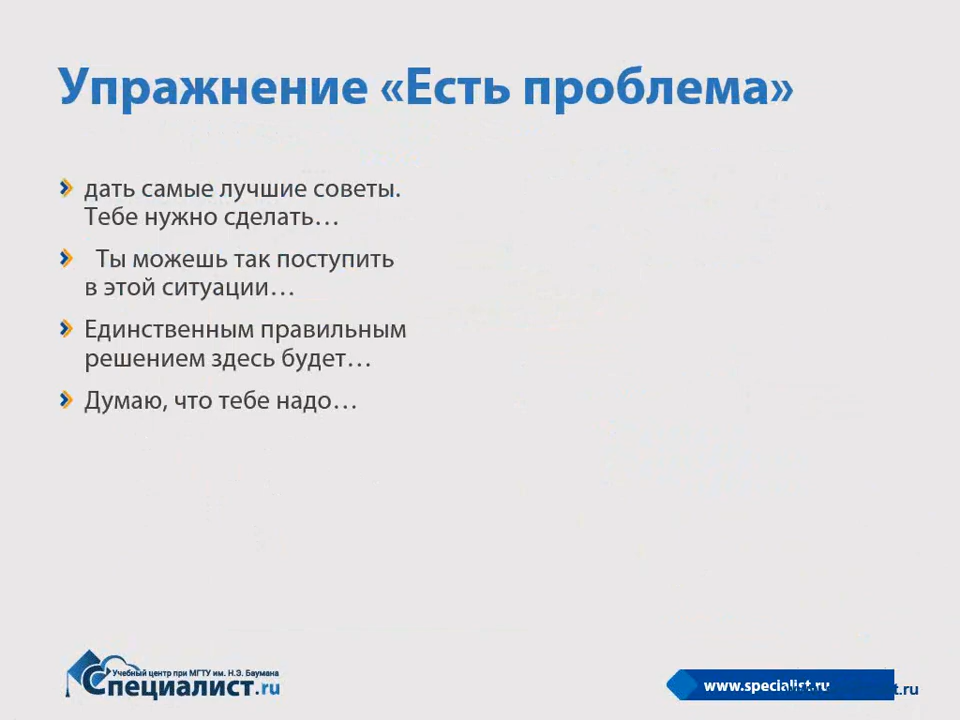 Упражнение «Есть проблема»
дать самые лучшие советы.
Тебе нужно сделать…
Ты можешь так поступить
в этой ситуации…
Единственным правильным
решением здесь будет…
Думаю, что тебе надо…
Учебный центр при МГТУ им. Н.Э. Баумана
Специалист.ru
www.specialist.ru